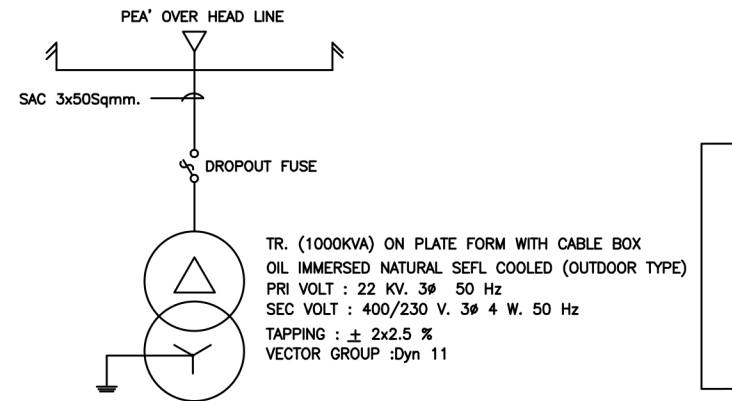 PEA' OVER HEAD LINE
SAC 3x50Sqmm.
DROPOUT FUSE
TR. (1000KVA) ON PLATE FORM WITH CABLE BOX
OIL IMMERSED NATURAL SEFL COOLED (OUTDOOR TYPE)
PRI VOLT : 22 KV. 3ø 50 Hz
SEC VOLT : 400/230 V. 3ø 4 W. 50 Hz
TAPPING : ± 2x2.5 %
VECTOR GROUP :Dyn 11